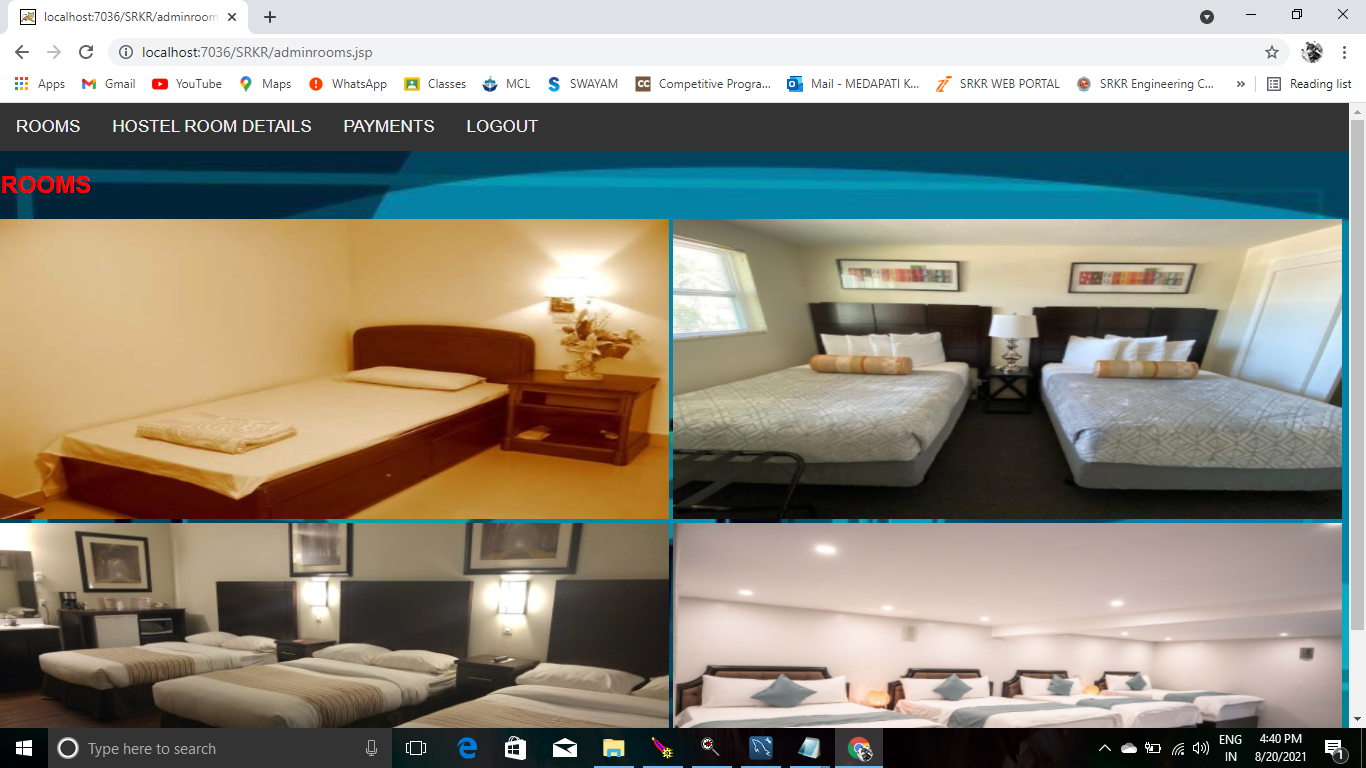 localhost:7036/SRKR/adminroom
localhost:7036/SRKR/adminrooms.jsp
Apps Gmail YouTube Maps WhatsApp Classes MCL SWAYAM CC Competitive Progra... Mail - MEDAPATI K... SRKR WEB PORTAL SRKR Engineering C... » Reading list
ROOMS HOSTEL ROOM DETAILS PAYMENTS LOGOUT
ROOMS
Type here to search
ENG
IN
4:40 PM
8/20/2021
1